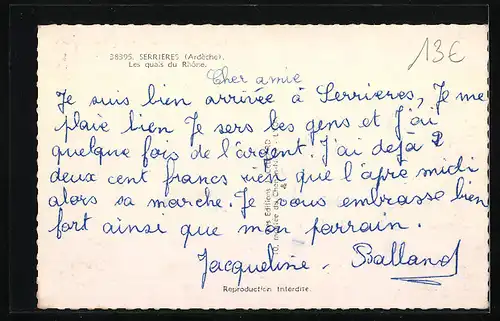 38395. SERRIERES (Ardèche).
Les quais du Rhône.
13€
Cher amie
Je suis bien arrivée à Serrieres, Je me
plaie bien Je sers les gens et J'ai
quelque fois de l'argent. J'ai dejà 2
deux cent francs rien que l'apre midi
alors sa marche. Je vous embrasse bien
fort ainsi que mon parrain.
Jacqueline. Balland
Reproduction Interdite.